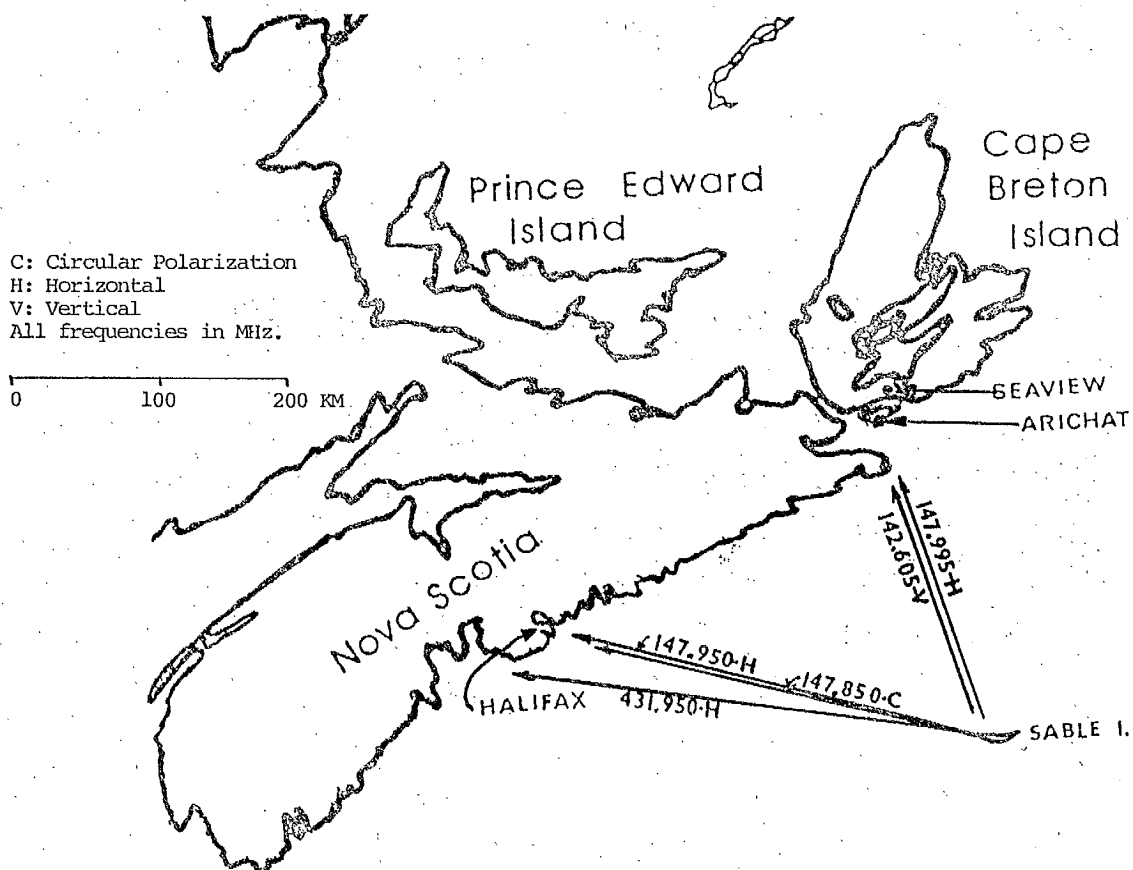 Cape
Breton
Island
Prince Edward
Island
C: Circular Polarization
H: Horizontal
V: Vertical
All frequencies in MHz.
0 100 200 KM
SEAVIEW
ARICHAT
147.995-H
142.605-V
Nova Scotia
147.950-H
147.850-C
HALIFAX
431.950-H
SABLE I.